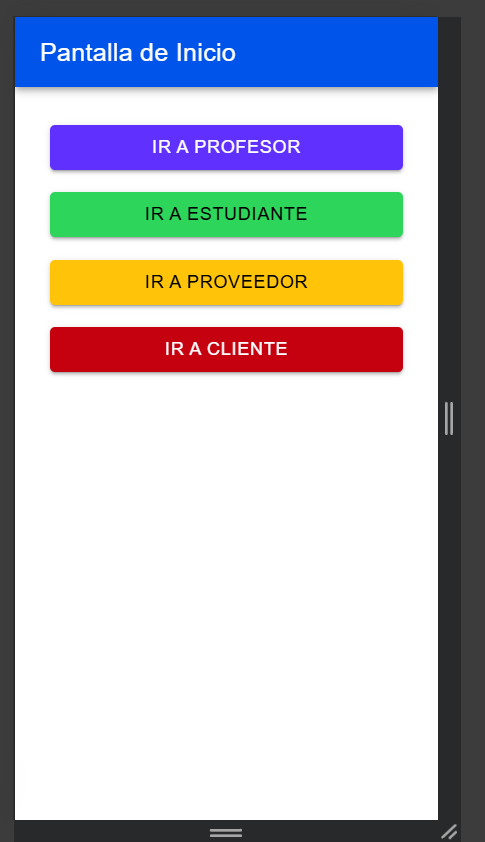 Pantalla de Inicio
IR A PROFESOR
IR A ESTUDIANTE
IR A PROVEEDOR
IR A CLIENTE